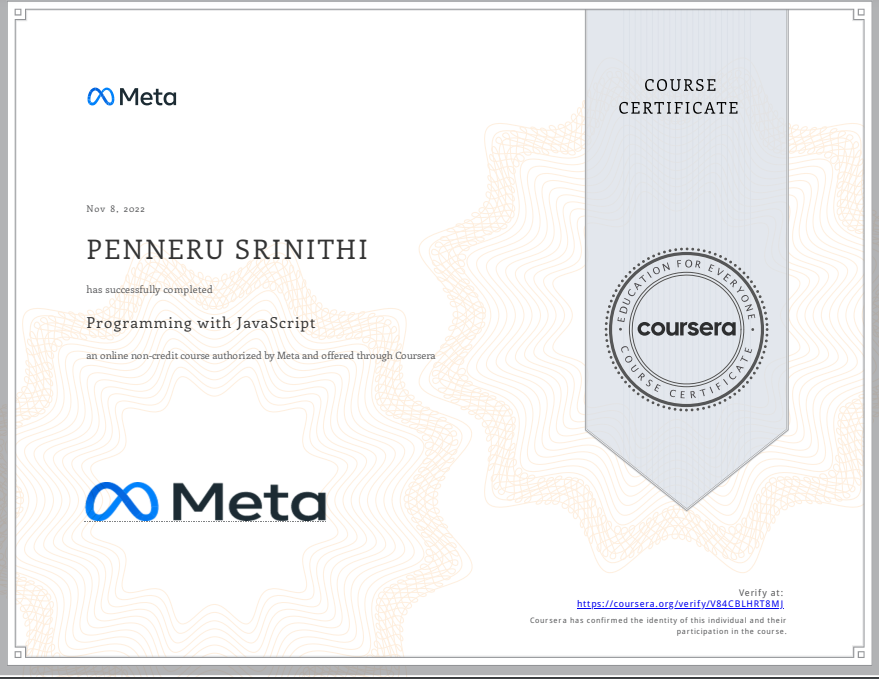 Meta
COURSE
CERTIFICATE
Nov 8, 2022
PENNERU SRINITHI
has successfully completed
Programming with JavaScript
an online non-credit course authorized by Meta and offered through Coursera
EDUCATION FOR EVERYONE
coursera
COURSE CERTIFICATE
Meta
Verify at:
https://coursera.org/verify/V84CBLHRT8MJ
Coursera has confirmed the identity of this individual and their
participation in the course.